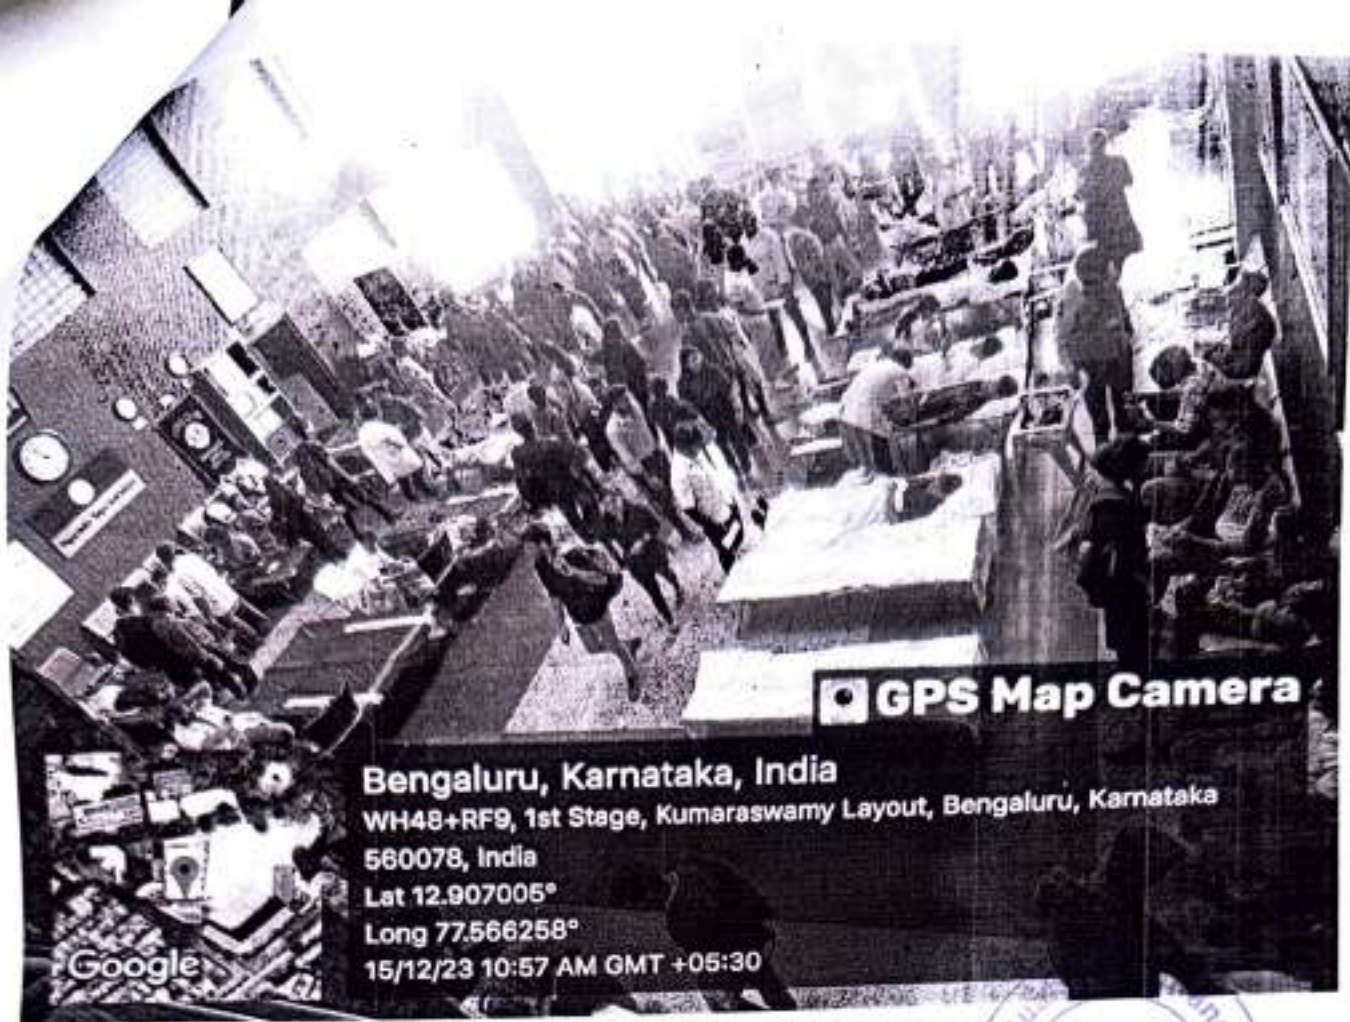 GPS Map Camera
Bengaluru, Karnataka, India
WH48+RF9, 1st Stage, Kumaraswamy Layout, Bengaluru, Karnataka
560078, India
Lat 12.907005°
Long 77.566258°
15/12/23 10:57 AM GMT +05:30
Google